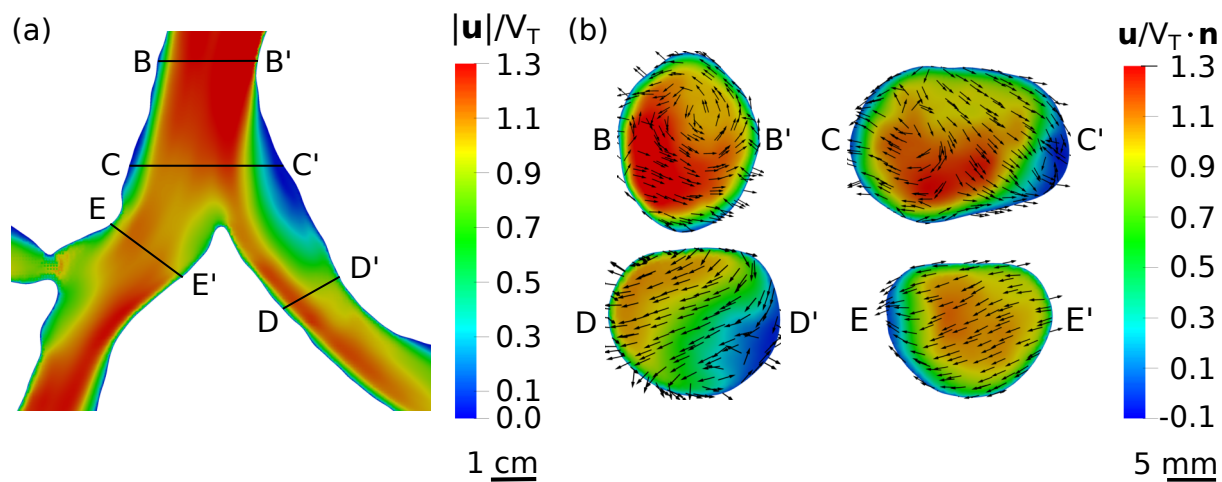 (a)
B B'
C C'
E
E'
D'
D
|u|/V_T
1.3
1.1
0.9
0.7
0.5
0.3
0.1
0.0
1 cm
(b)
B B'
C C'
D D'
E E'
u/V_T · n
1.3
1.1
0.9
0.7
0.5
0.3
0.1
-0.1
5 mm